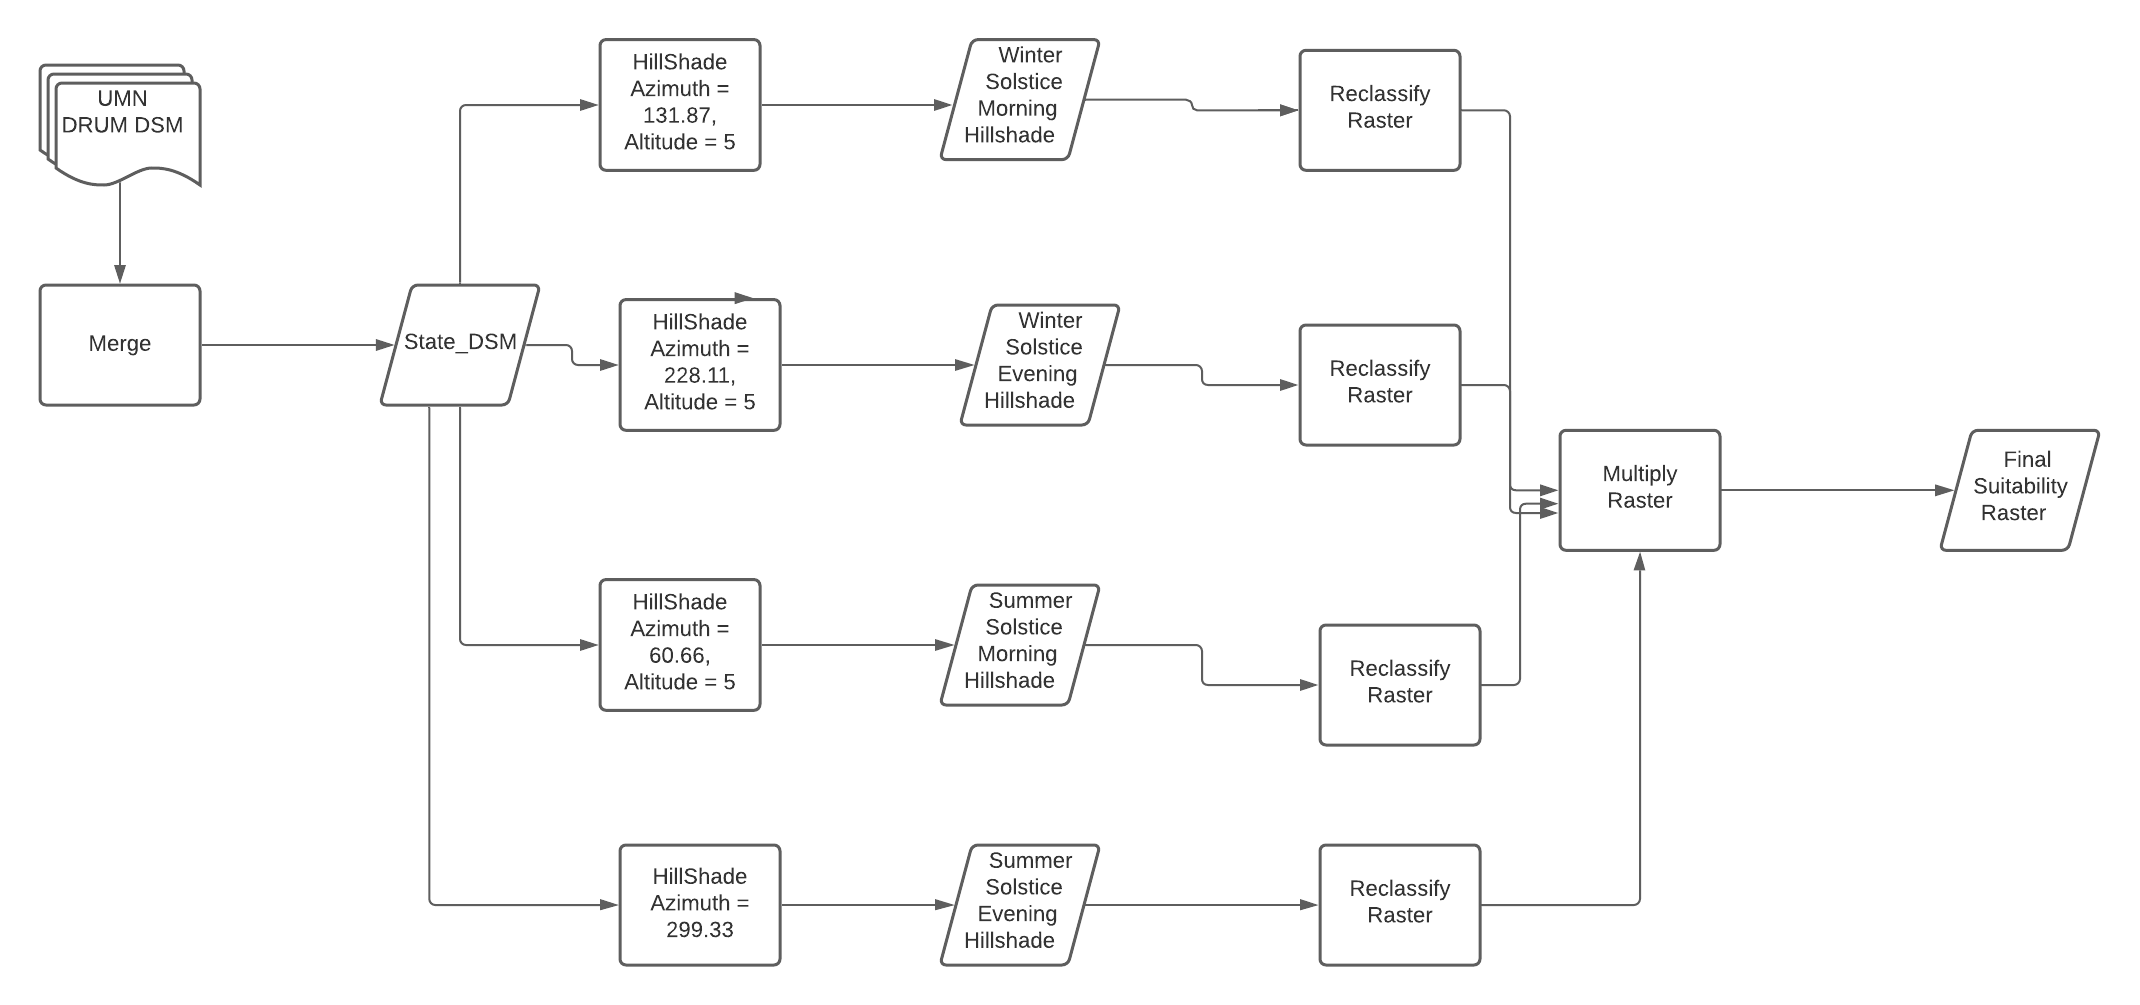 UMN
DRUM DSM
Merge
State_DSM
HillShade
Azimuth =
131.87,
Altitude = 5
Winter
Solstice
Morning
Hillshade
Reclassify
Raster
HillShade
Azimuth =
228.11,
Altitude = 5
Winter
Solstice
Evening
Hillshade
Reclassify
Raster
HillShade
Azimuth =
60.66,
Altitude = 5
Summer
Solstice
Morning
Hillshade
Reclassify
Raster
HillShade
Azimuth =
299.33
Summer
Solstice
Evening
Hillshade
Reclassify
Raster
Multiply
Raster
Final
Suitability
Raster